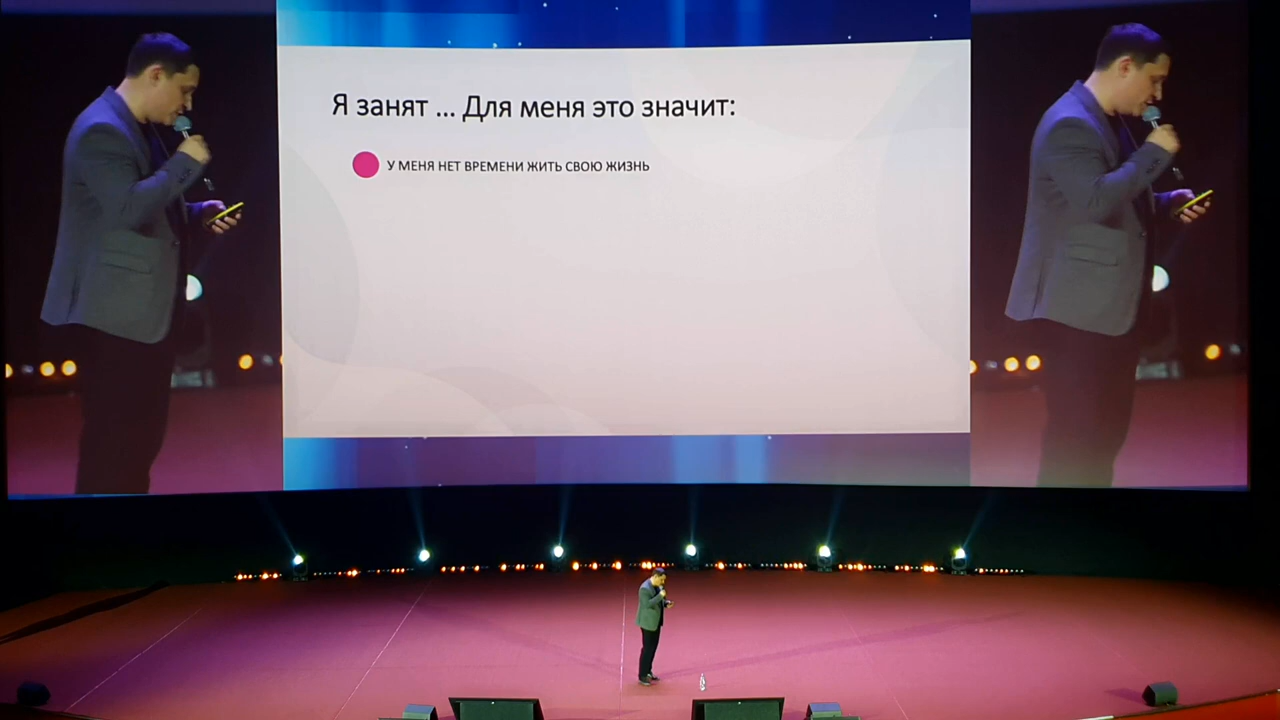 Я занят ... Для меня это значит:
У МЕНЯ НЕТ ВРЕМЕНИ ЖИТЬ СВОЮ ЖИЗНЬ